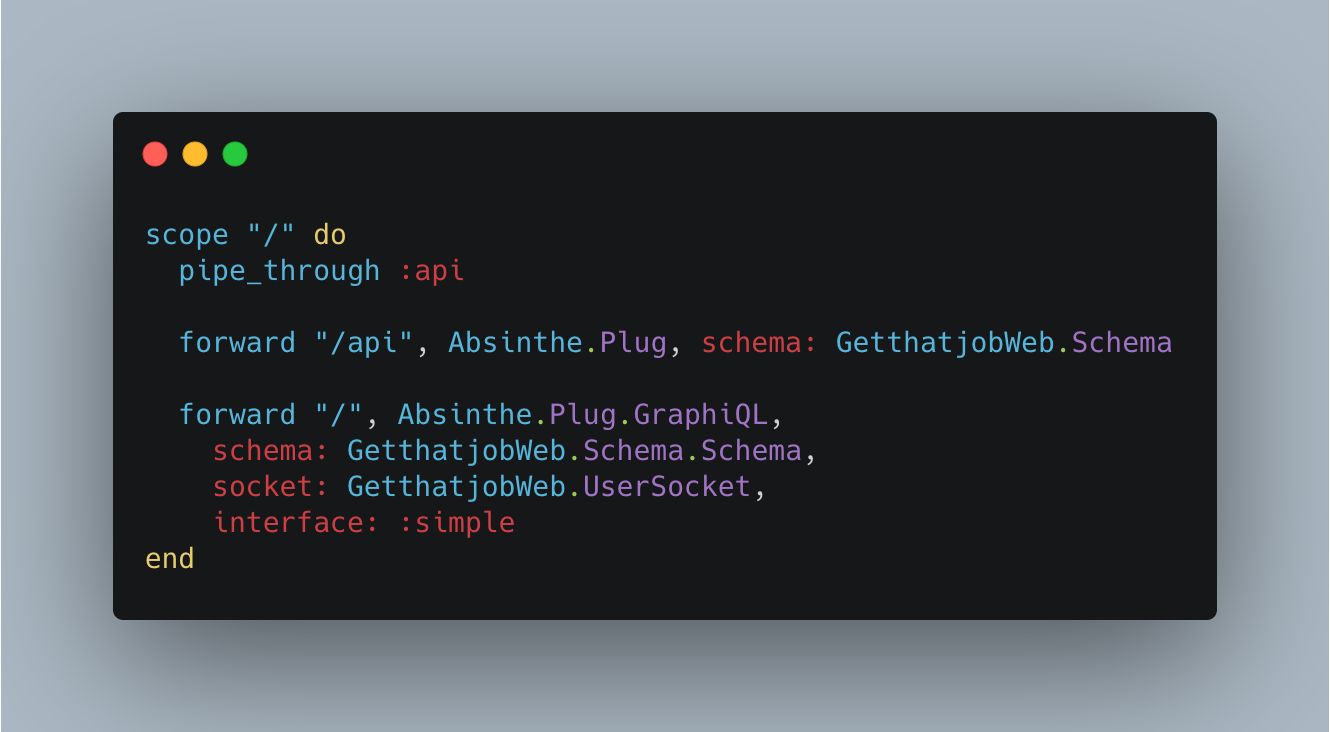 scope "/" do
  pipe_through :api
  forward "/api", Absinthe.Plug, schema: GetthatjobWeb.Schema
  forward "/", Absinthe.Plug.GraphiQL,
    schema: GetthatjobWeb.Schema.Schema,
    socket: GetthatjobWeb.UserSocket,
    interface: :simple
end